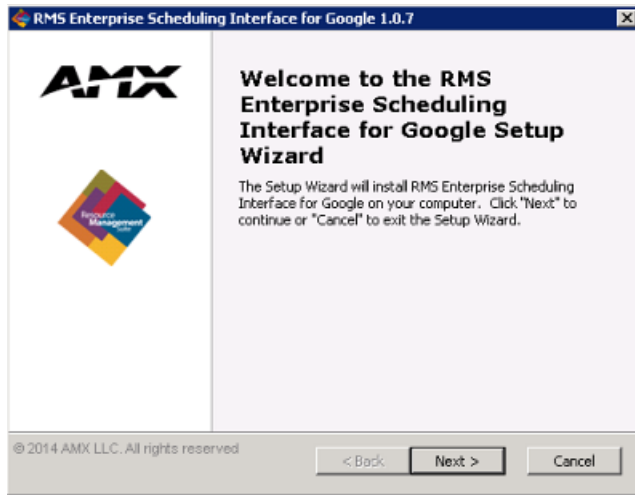 RMS Enterprise Scheduling Interface for Google 1.0.7
AMX
Welcome to the RMS
Enterprise Scheduling
Interface for Google Setup
Wizard
The Setup Wizard will install RMS Enterprise Scheduling
Interface for Google on your computer. Click "Next" to
continue or "Cancel" to exit the Setup Wizard.
Resource
Management
Suite
© 2014 AMX LLC. All rights reserved
< Back
Next >
Cancel